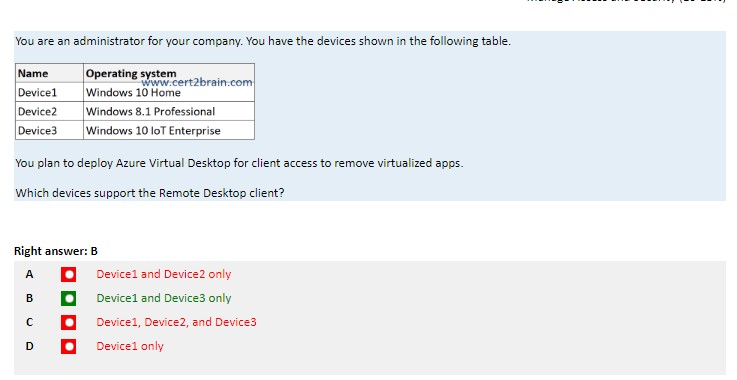 You are an administrator for your company. You have the devices shown in the following table.
Name Operating system
www.cert2brain.com
Device1 Windows 10 Home
Device2 Windows 8.1 Professional
Device3 Windows 10 IoT Enterprise
You plan to deploy Azure Virtual Desktop for client access to remove virtualized apps.
Which devices support the Remote Desktop client?
Right answer: B
A Device1 and Device2 only
B Device1 and Device3 only
C Device1, Device2, and Device3
D Device1 only